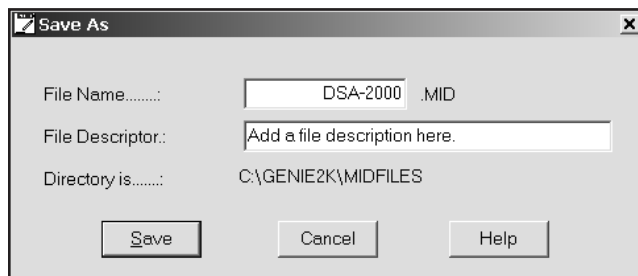 Save As
File Name.......: DSA-2000 .MID
File Descriptor.: Add a file description here.
Directory is......: C:\GENIE2K\MIDFILES
Save Cancel Help